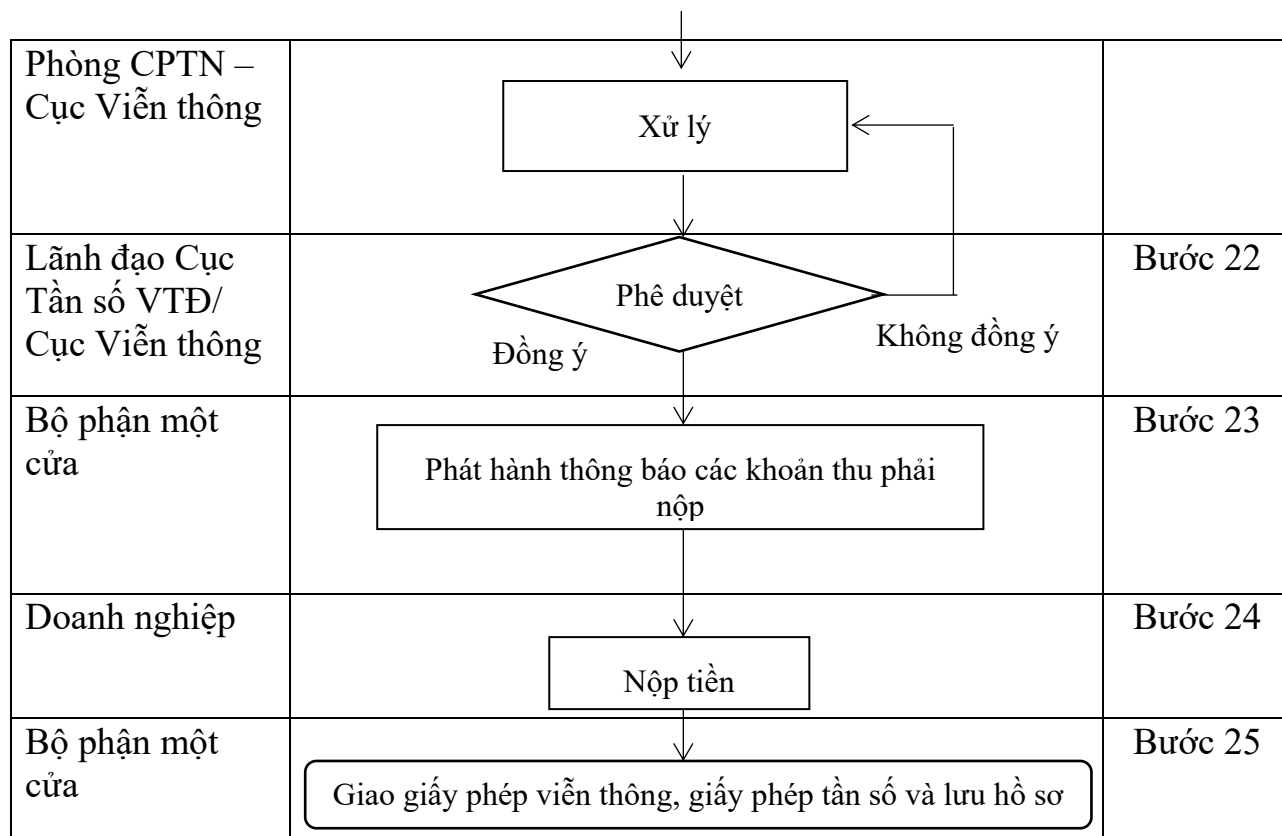 Phòng CPTN –
Cục Viễn thông
Xử lý
Lãnh đạo Cục
Tần số VTĐ/
Cục Viễn thông
Phê duyệt
Đồng ý
Không đồng ý
Bước 22
Bộ phận một
cửa
Phát hành thông báo các khoản thu phải
nộp
Bước 23
Doanh nghiệp
Nộp tiền
Bước 24
Bộ phận một
cửa
Giao giấy phép viễn thông, giấy phép tần số và lưu hồ sơ
Bước 25